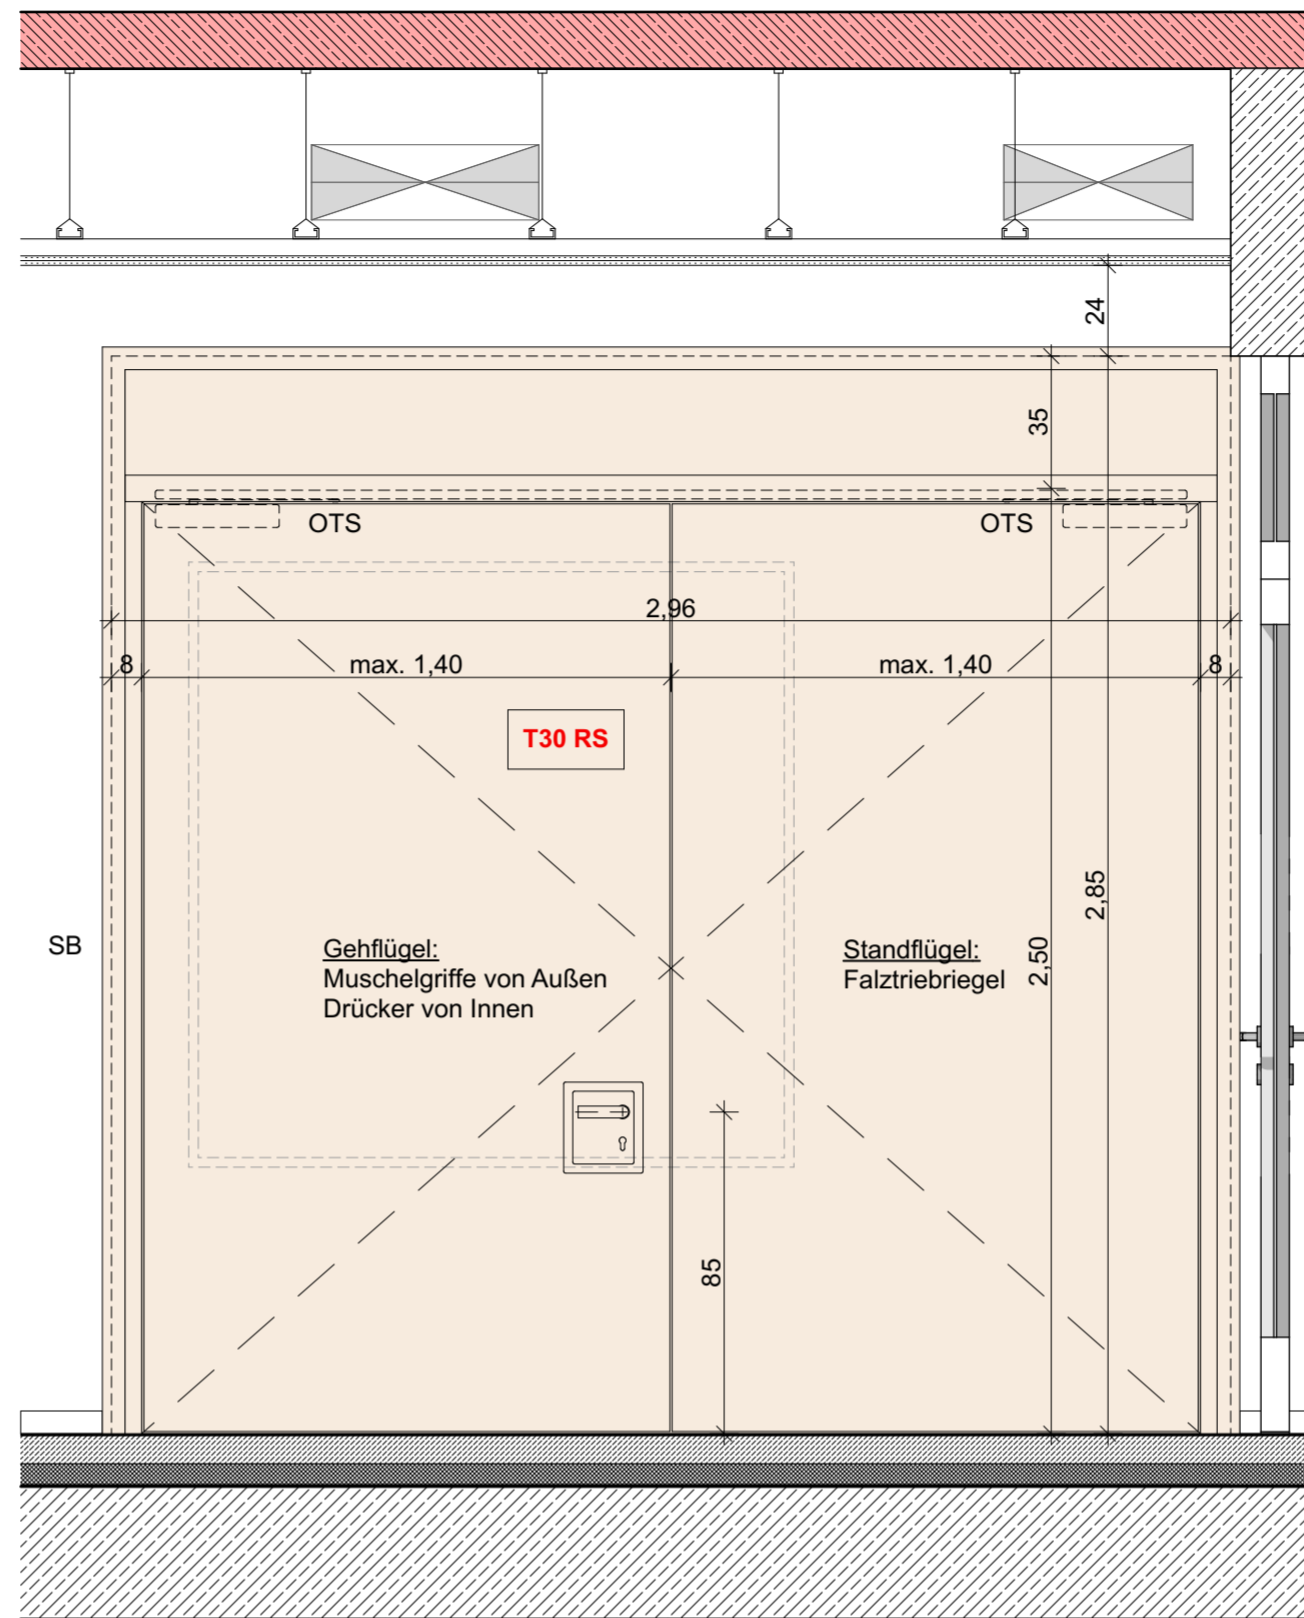 24
35
OTS
OTS
2,96
8
max. 1,40
max. 1,40
8
T30 RS
2,85
SB
Gehflügel:
Muschelgriffe von Außen
Drücker von Innen
Standflügel:
Falztriebriegel
2,50
85